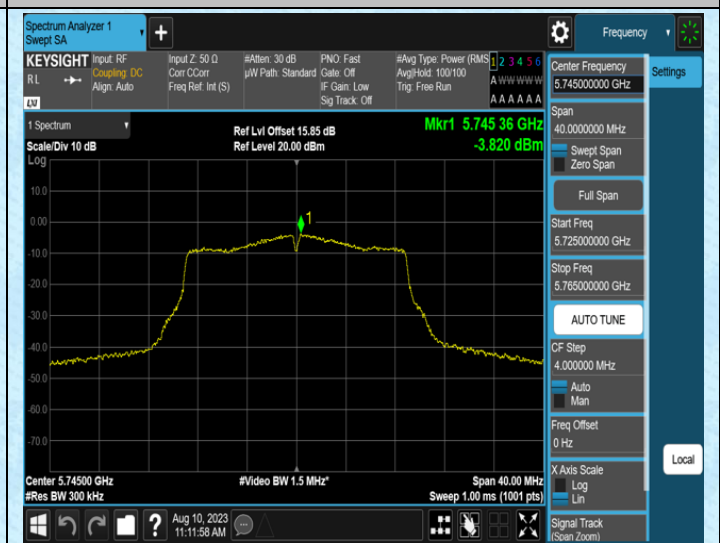 Spectrum Analyzer 1
Swept SA
+
Frequency
KEYSIGHT
RL
LXI
Input: RF
Coupling: DC
Align: Auto
Input Z: 50 Ω
Corr CCorr
Freq Ref: Int (S)
#Atten: 30 dB
µW Path: Standard
PNO: Fast
Gate: Off
IF Gain: Low
Sig Track: Off
#Avg Type: Power (RMS
Avg|Hold: 100/100
Trig: Free Run
1 2 3 4 5 6
A W W W W W
A A A A A A
Center Frequency
5.745000000 GHz
Settings
Span
40.0000000 MHz
Swept Span
Zero Span
Full Span
Start Freq
5.725000000 GHz
Stop Freq
5.765000000 GHz
AUTO TUNE
CF Step
4.000000 MHz
Auto
Man
Freq Offset
0 Hz
X Axis Scale
Log
Lin
Signal Track
(Span Zoom)
Local
1 Spectrum
Scale/Div 10 dB
Log
Ref Lvl Offset 15.85 dB
Ref Level 20.00 dBm
Mkr1 5.745 36 GHz
-3.820 dBm
10.0
0.00
-10.0
-20.0
-30.0
-40.0
-50.0
-60.0
-70.0
1
Center 5.74500 GHz
#Res BW 300 kHz
#Video BW 1.5 MHz*
Span 40.00 MHz
Sweep 1.00 ms (1001 pts)
?
Aug 10, 2023
11:11:58 AM